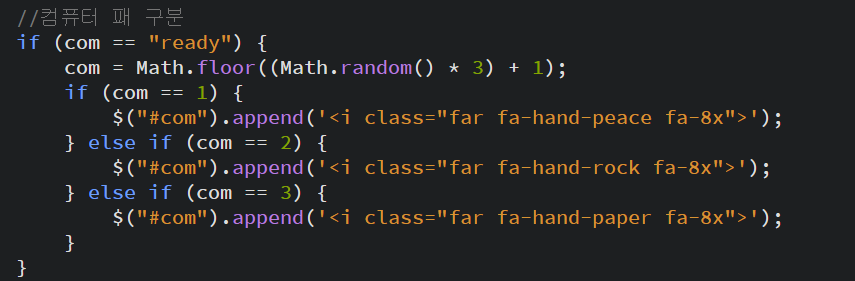 //컴퓨터 패 구분
if (com == "ready") {
    com = Math.floor((Math.random() * 3) + 1);
    if (com == 1) {
        $("#com").append('<i class="far fa-hand-peace fa-8x">');
    } else if (com == 2) {
        $("#com").append('<i class="far fa-hand-rock fa-8x">');
    } else if (com == 3) {
        $("#com").append('<i class="far fa-hand-paper fa-8x">');
    }
}